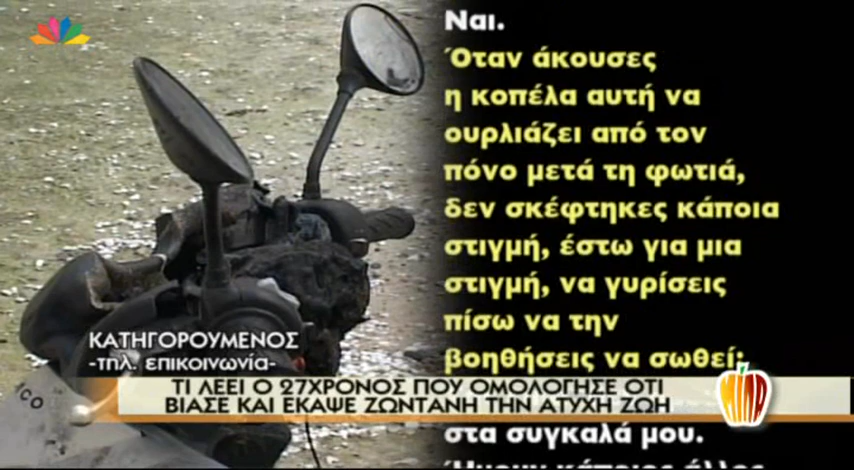 Ναι.
Όταν άκουσες
η κοπέλα αυτή να
ουρλιάζει από τον
πόνο μετά τη φωτιά,
δεν σκέφτηκες κάποια
στιγμή, έστω για μια
στιγμή, να γυρίσεις
πίσω να την
βοηθήσεις να σωθεί;
ΚΑΤΗΓΟΡΟΥΜΕΝΟΣ
-τηλ. επικοινωνία-
ΤΙ ΛΕΕΙ Ο 27ΧΡΟΝΟΣ ΠΟΥ ΟΜΟΛΟΓΗΣΕ ΟΤΙ
ΒΙΑΣΕ ΚΑΙ ΕΚΑΨΕ ΖΩΝΤΑΝΗ ΤΗΝ ΑΤΥΧΗ ΖΩΗ
στα συγκαλά μου.